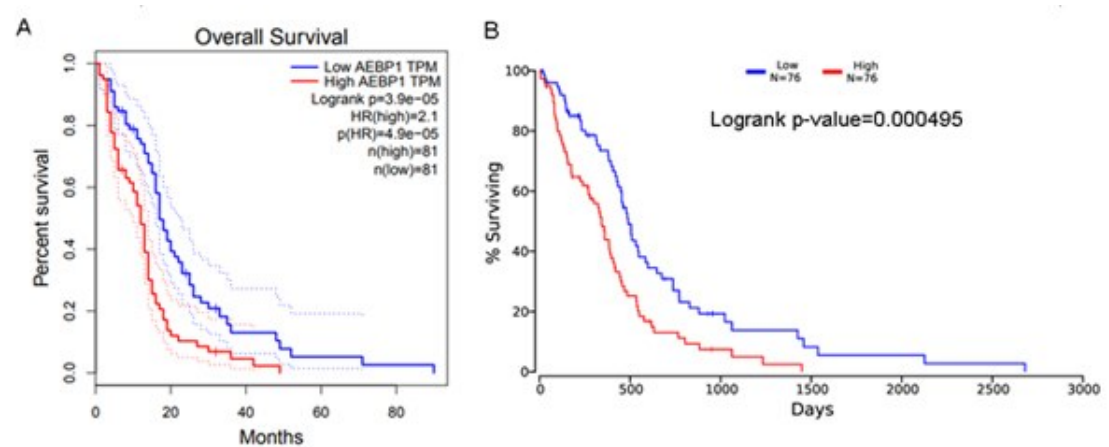 A
Overall Survival
Low AEBP1 TPM
High AEBP1 TPM
Logrank p=3.9e−05
HR(high)=2.1
p(HR)=4.9e−05
n(high)=81
n(low)=81
Percent survival
1.0
0.8
0.6
0.4
0.2
0.0
0 20 40 60 80
Months
B
Low
N=76
High
N=76
Logrank p-value=0.000495
% Surviving
100
80
60
40
20
0
0 500 1000 1500 2000 2500 3000
Days